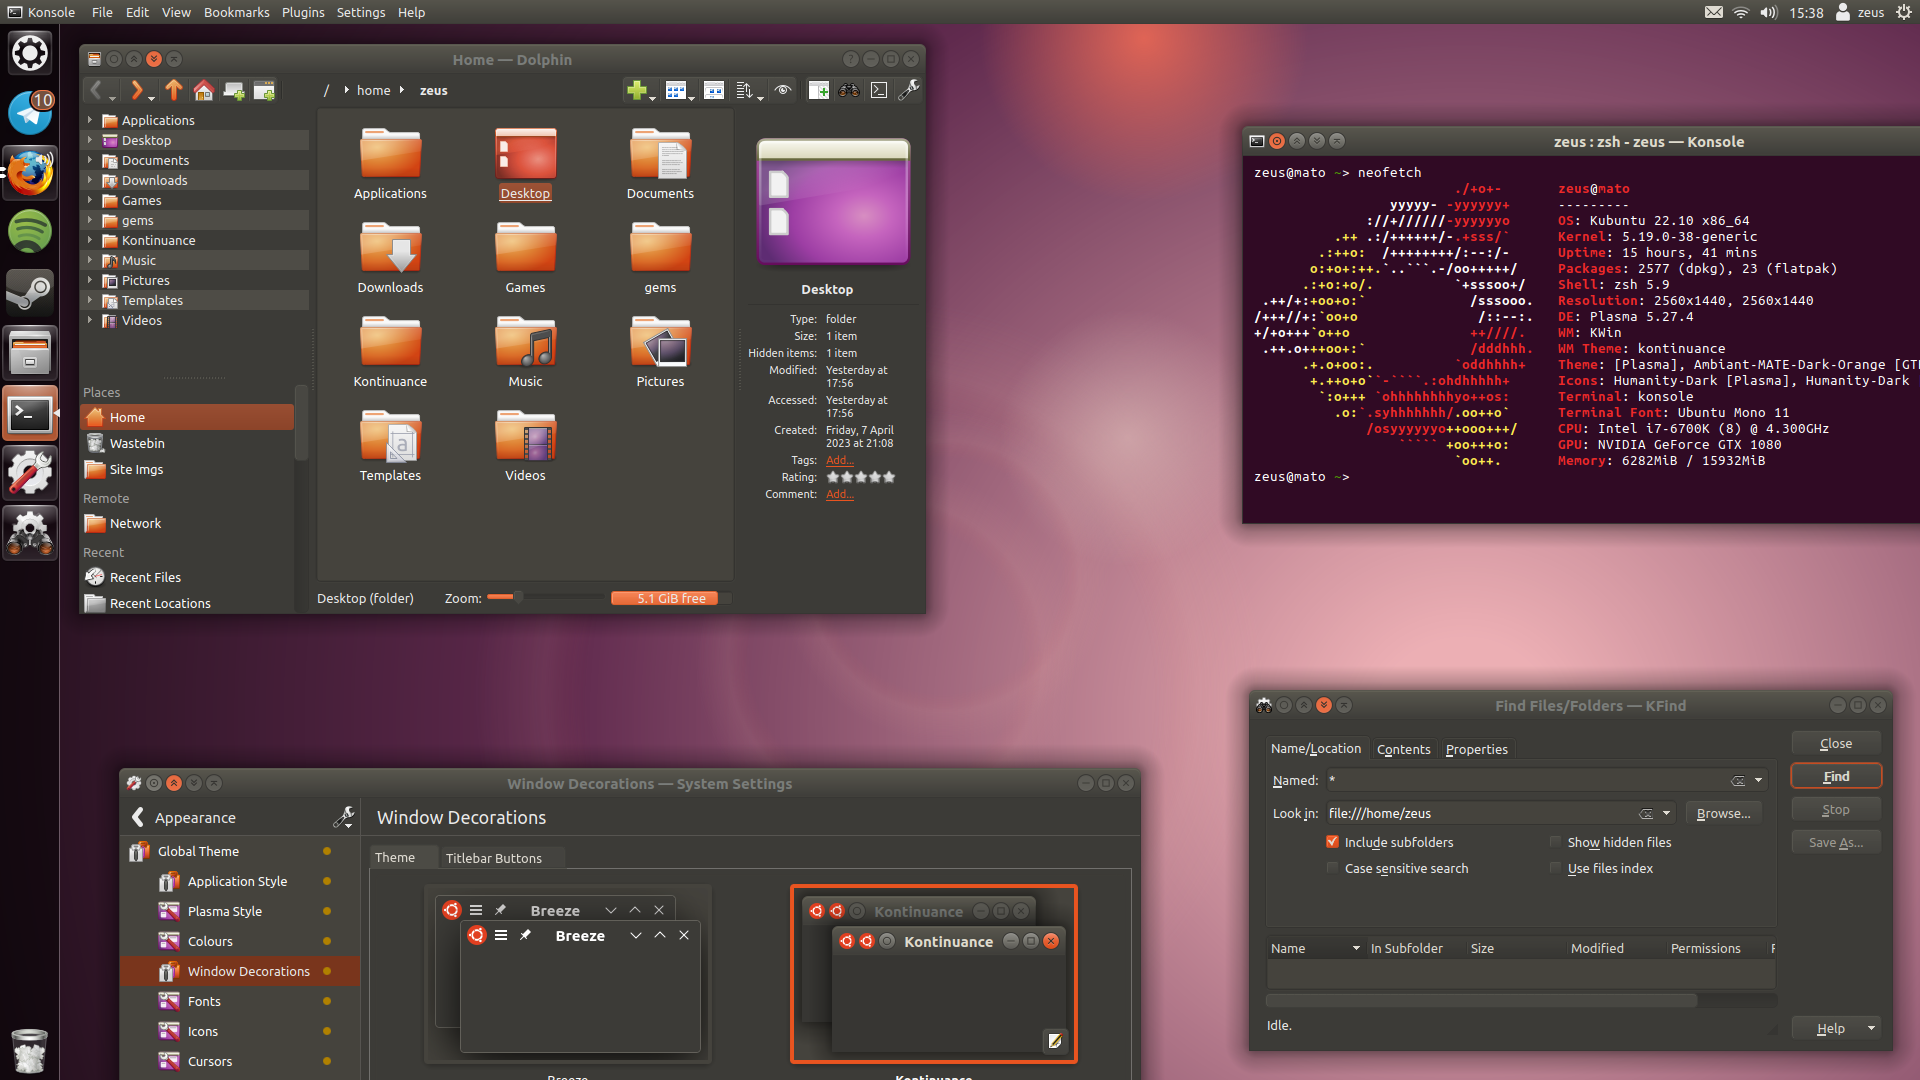 Konsole File Edit View Bookmarks Plugins Settings Help
15:38 zeus
10
Home — Dolphin
/ home zeus
Applications
Desktop
Documents
Downloads
Games
gems
Kontinuance
Music
Pictures
Templates
Videos
Places
Home
Wastebin
Site Imgs
Remote
Network
Recent
Recent Files
Recent Locations
Applications Desktop Documents
Downloads Games gems
Kontinuance Music Pictures
Templates Videos
Desktop (folder) Zoom: 5.1 GiB free
Desktop
Type: folder
Size: 1 item
Hidden items: 1 item
Modified: Yesterday at
17:56
Accessed: Yesterday at
17:56
Created: Friday, 7 April
2023 at 21:08
Tags: Add...
Rating:
Comment: Add...
zeus : zsh - zeus — Konsole
zeus@mato ~> neofetch
zeus@mato
---------
OS: Kubuntu 22.10 x86_64
Kernel: 5.19.0-38-generic
Uptime: 15 hours, 41 mins
Packages: 2577 (dpkg), 23 (flatpak)
Shell: zsh 5.9
Resolution: 2560x1440, 2560x1440
DE: Plasma 5.27.4
WM: KWin
WM Theme: kontinuance
Theme: [Plasma], Ambiant-MATE-Dark-Orange [GT
Icons: Humanity-Dark [Plasma], Humanity-Dark
Terminal: konsole
Terminal Font: Ubuntu Mono 11
CPU: Intel i7-6700K (8) @ 4.300GHz
GPU: NVIDIA GeForce GTX 1080
Memory: 6282MiB / 15932MiB
zeus@mato ~>
Window Decorations — System Settings
Appearance
Global Theme
Application Style
Plasma Style
Colours
Window Decorations
Fonts
Icons
Cursors
Window Decorations
Theme Titlebar Buttons
Breeze
Breeze
Breeze
Kontinuance
Kontinuance
Kontinuance
Find Files/Folders — KFind
Name/Location Contents Properties
Named: *
Look in: file:///home/zeus Browse...
Include subfolders Show hidden files
Case sensitive search Use files index
Close
Find
Stop
Save As...
Name In Subfolder Size Modified Permissions F
Idle.
Help